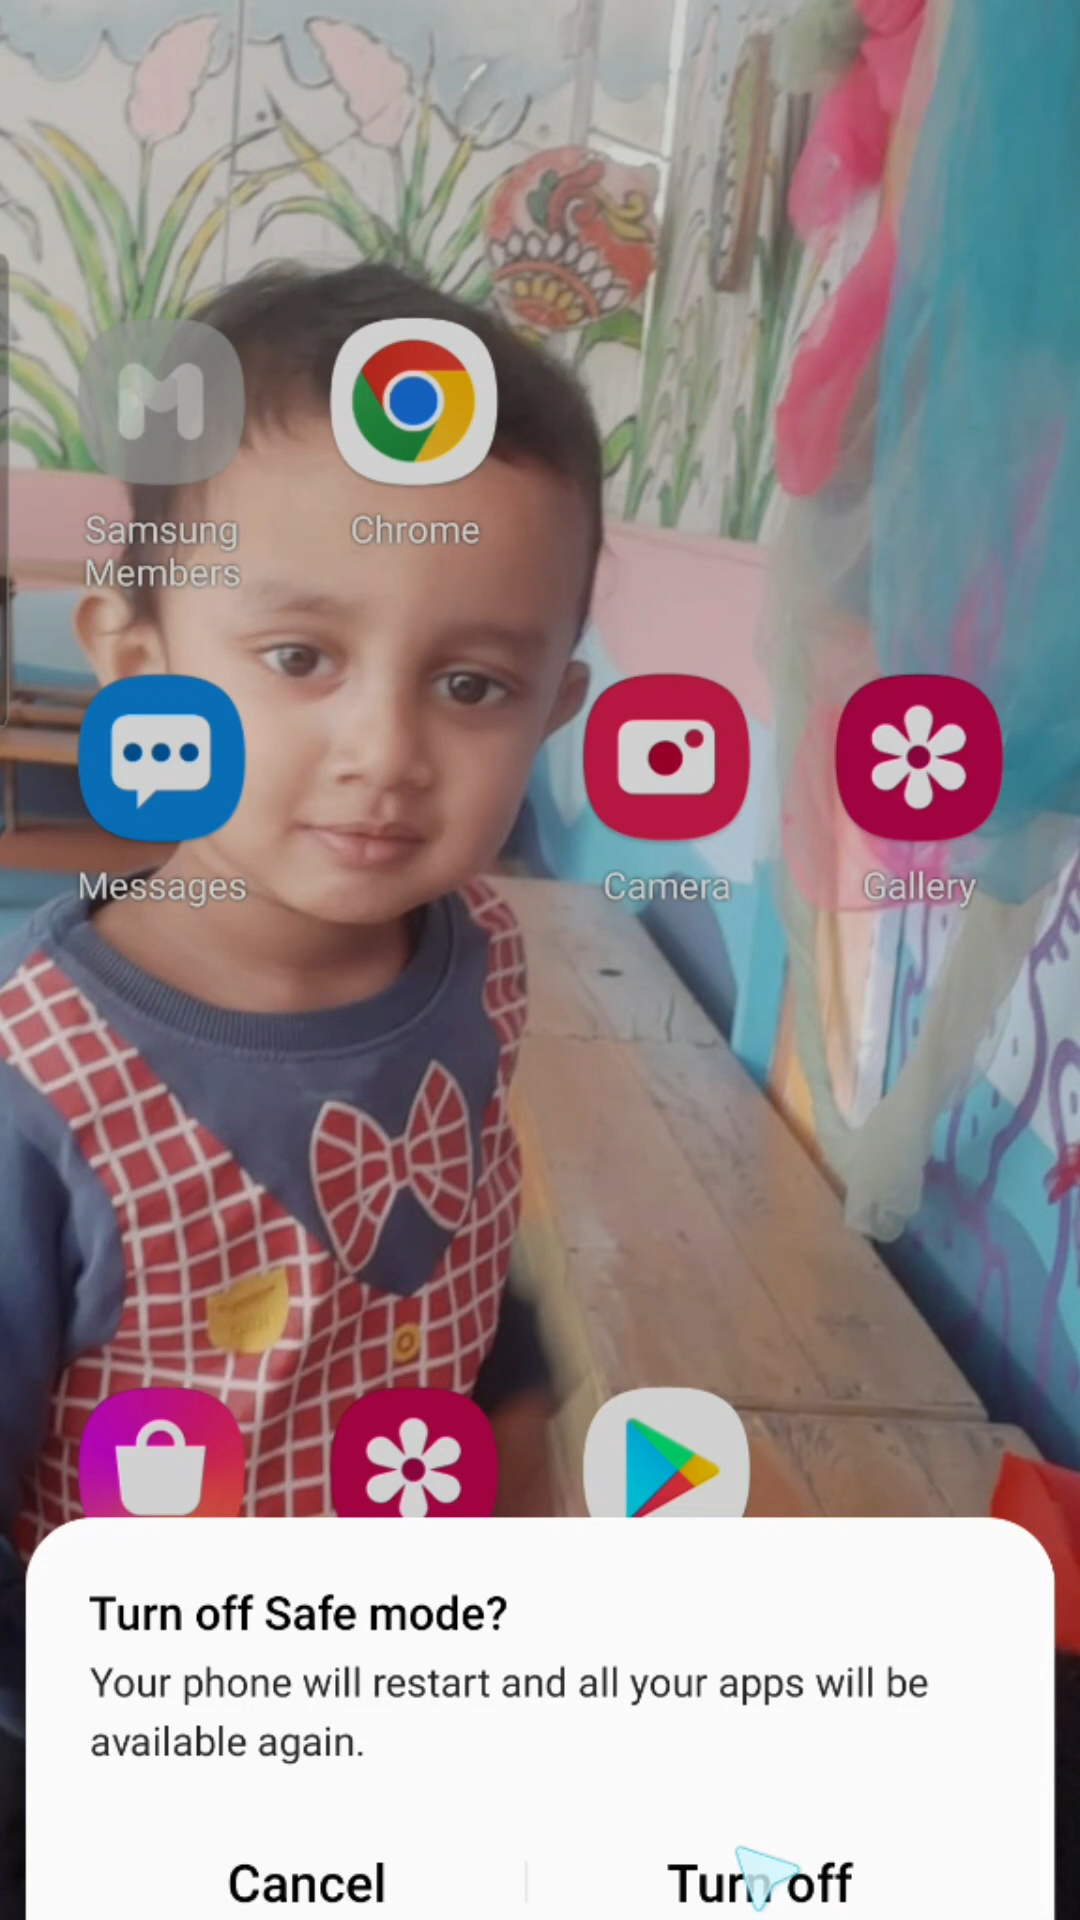 Samsung
Members
Chrome
Messages
Camera
Gallery
Turn off Safe mode?
Your phone will restart and all your apps will be
available again.
Cancel
Turn off